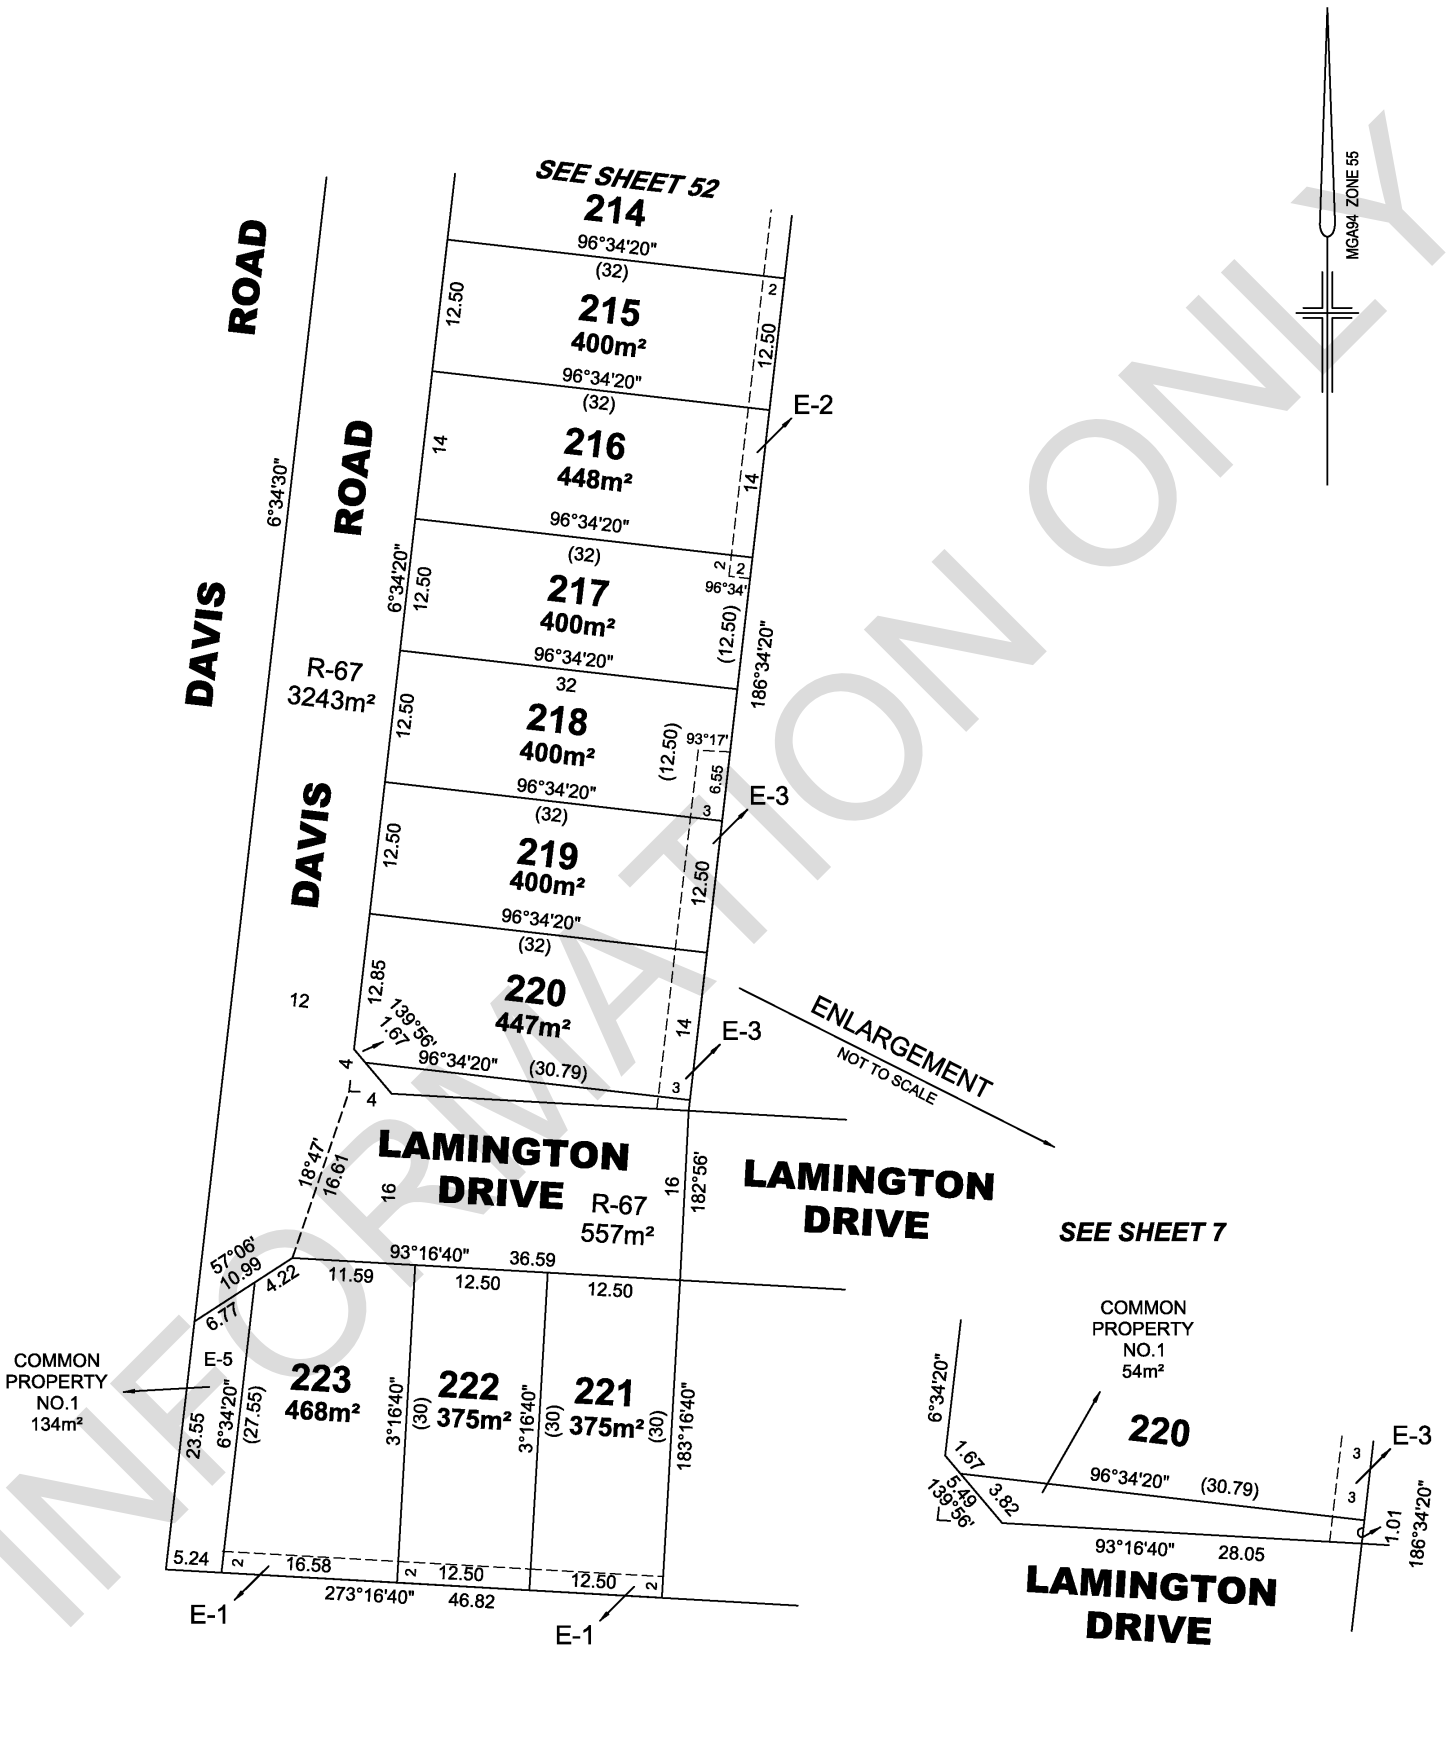 INFORMATION ONLY
MGA94 ZONE 55
SEE SHEET 52
214
96°34'20"
(32)
2
12.50
215
400m²
12.50
96°34'20"
(32)
E-2
14
216
448m²
14
96°34'20"
(32)
2
2
96°34'
12.50
217
400m²
(12.50)
186°34'20"
96°34'20"
32
12.50
218
400m²
(12.50)
93°17'
6.55
3
E-3
96°34'20"
(32)
12.50
219
400m²
12.50
96°34'20"
(32)
12.85
220
447m²
14
E-3
139°56'
1.67
96°34'20"
(30.79)
3
4
4
ROAD
ROAD
6°34'30"
6°34'20"
DAVIS
R-67
3243m²
DAVIS
12
ENLARGEMENT
NOT TO SCALE
LAMINGTON
DRIVE
R-67
557m²
16
16
182°56'
LAMINGTON
DRIVE
18°47'
16.61
57°06'
10.99
4.22
6.77
93°16'40"
36.59
11.59
12.50
12.50
COMMON
PROPERTY
NO.1
134m²
E-5
23.55
6°34'20"
(27.55)
223
468m²
3°16'40"
(30)
222
375m²
3°16'40"
(30)
221
375m²
(30)
183°16'40"
5.24
2
16.58
2
12.50
12.50
2
273°16'40"
46.82
E-1
E-1
SEE SHEET 7
COMMON
PROPERTY
NO.1
54m²
6°34'20"
220
1.67
96°34'20"
(30.79)
3
3
E-3
5.49
139°56'
3.82
1.01
186°34'20"
93°16'40"
28.05
LAMINGTON
DRIVE